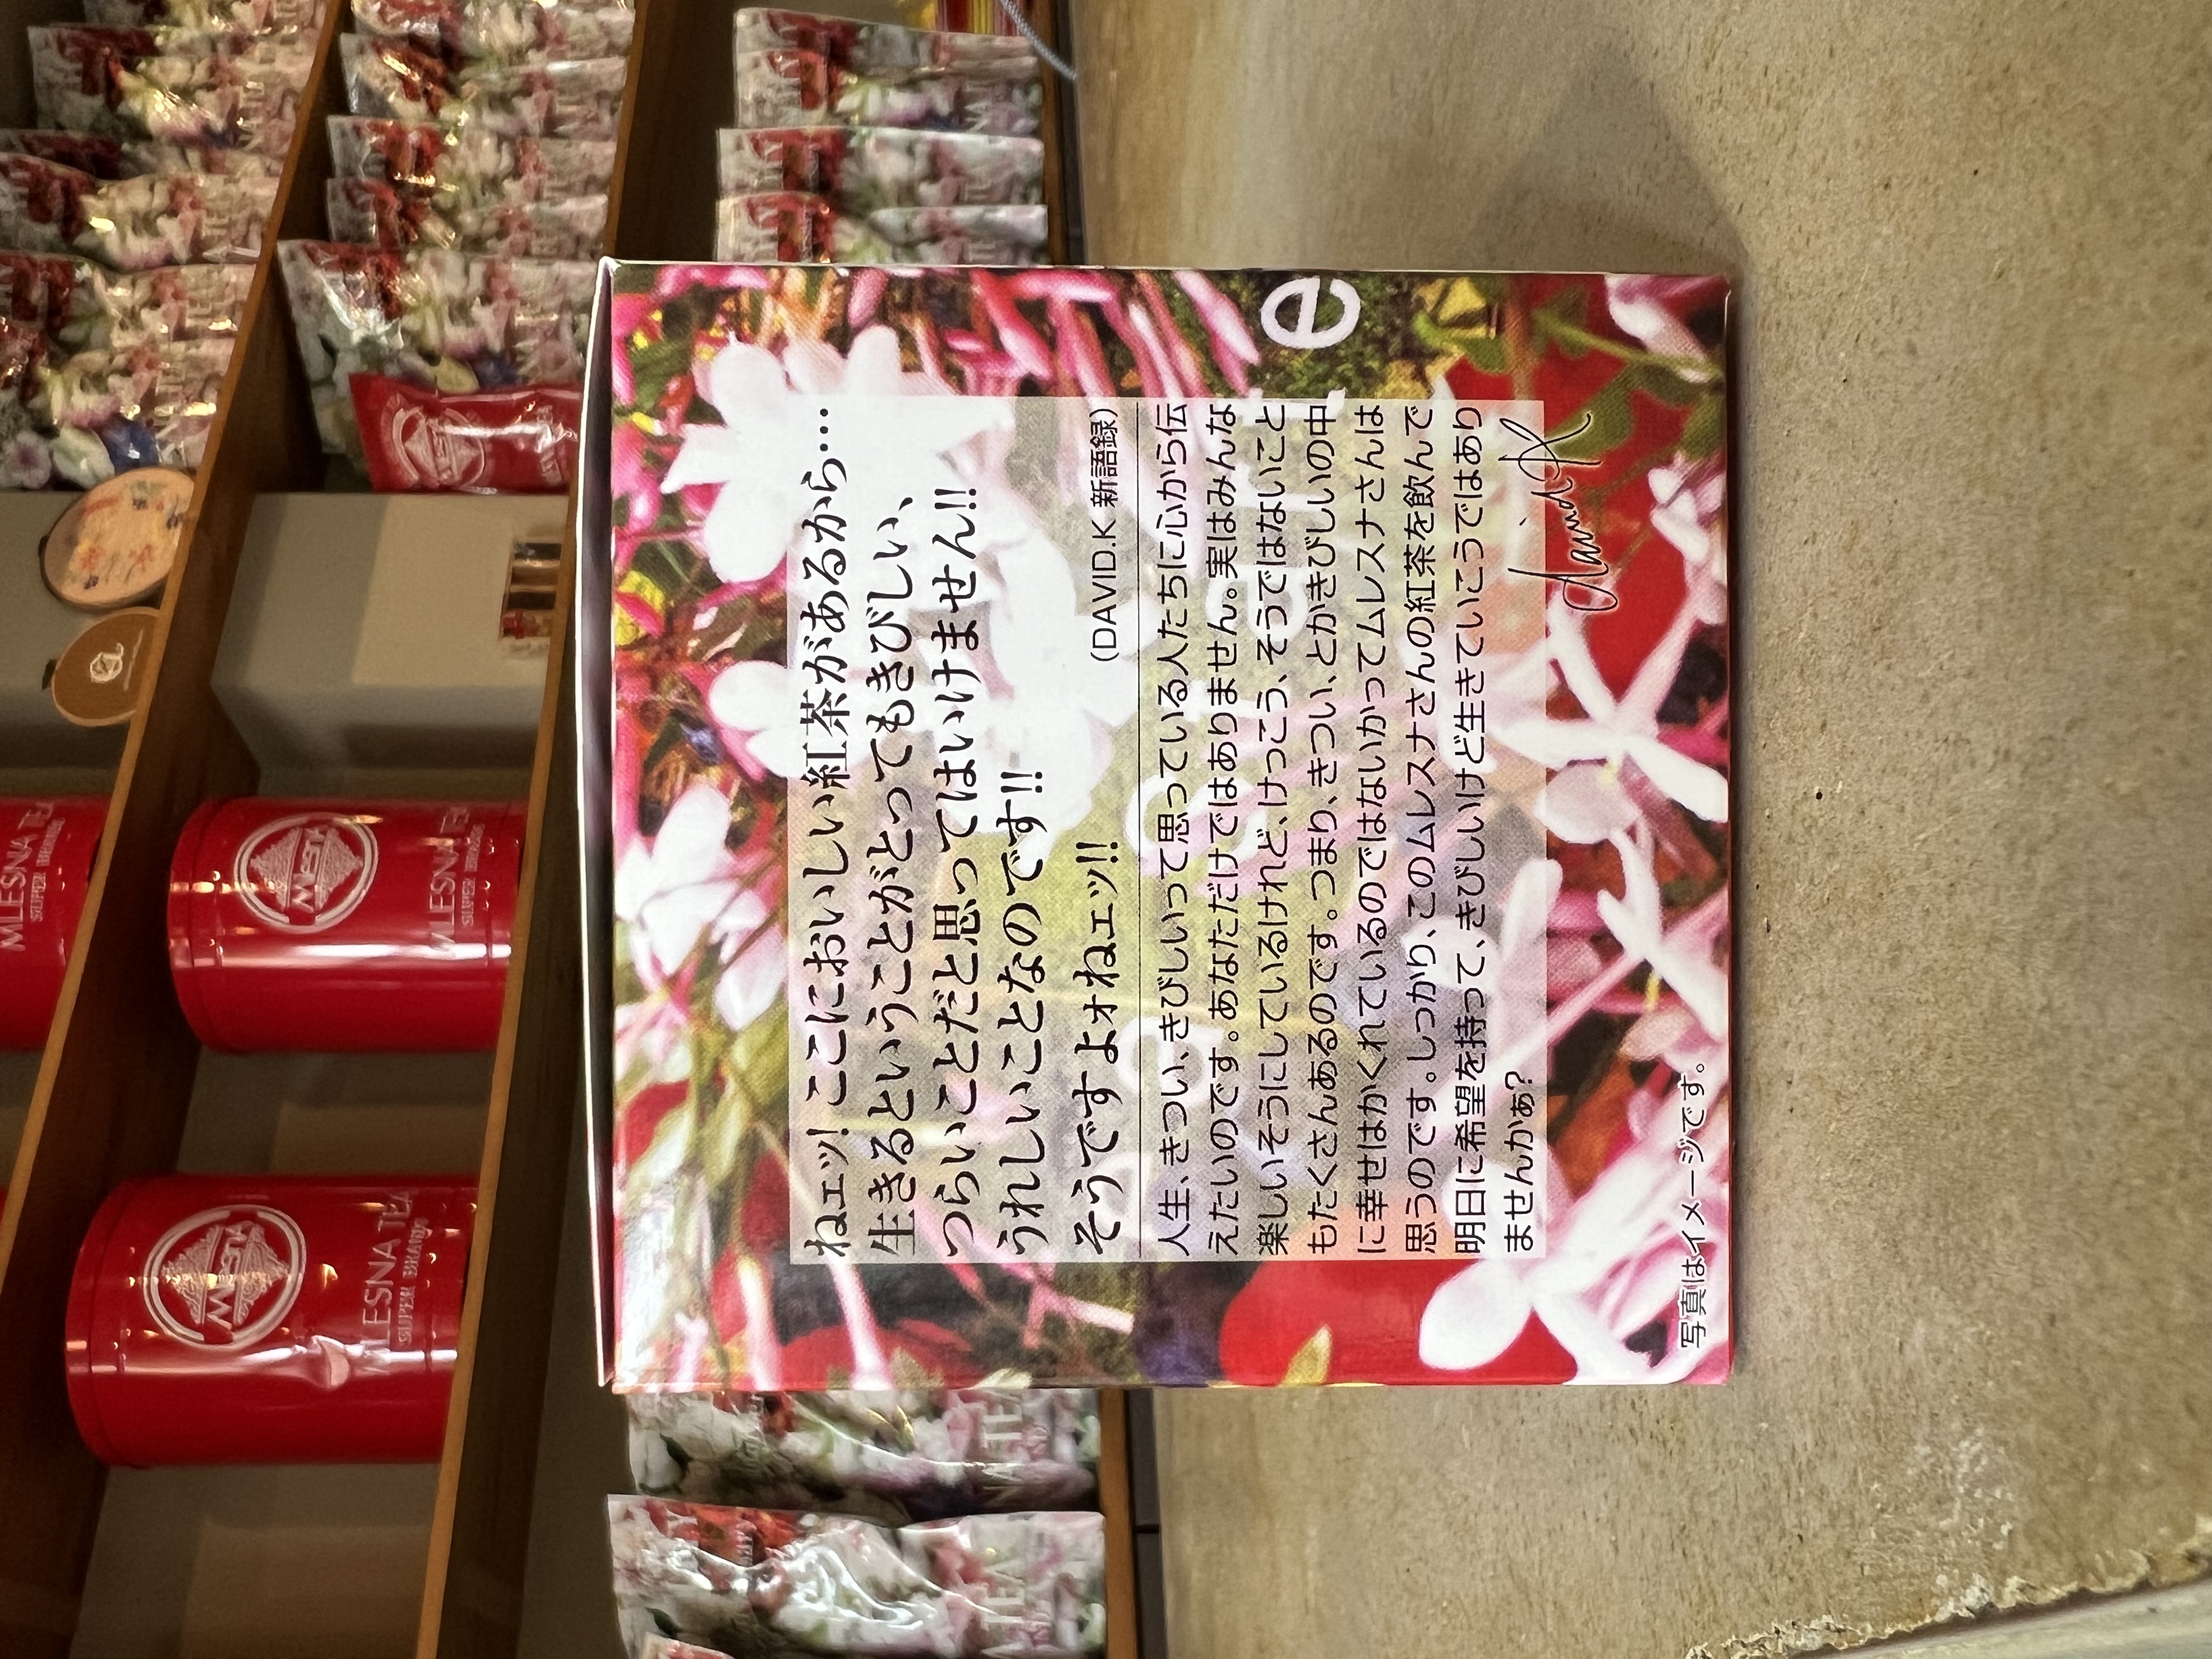 ねェッ! ここにおいしい紅茶があるから…
生きるということがとってもきびしい、
つらいことだと思ってはいけません!!
うれしいことなのです!!
そうですよォねェッ!!
(DAVID.K 新語録)
人生、きつい、きびしいって思っている人たちに心から伝
えたいのです。あなただけではありません。実はみんな
楽しいそうにしているけれど、けっこう、そうではないこと
もたくさんあるのです。つまり、きつい、とかきびしいの中
に幸せはかくれているのではないかってムレスナさんは
思うのです。しっかり、このムレスナさんの紅茶を飲んで
明日に希望を持って、きびしいけど生きていこうではあり
ませんかぁ?
David K
写真はイメージです。
e
MLESNA TEA
SUPER BRANDS
MLESNA TEA
SUPER BRANDS
MLESNA TEA
SUPER BRANDS
TEA
TEA